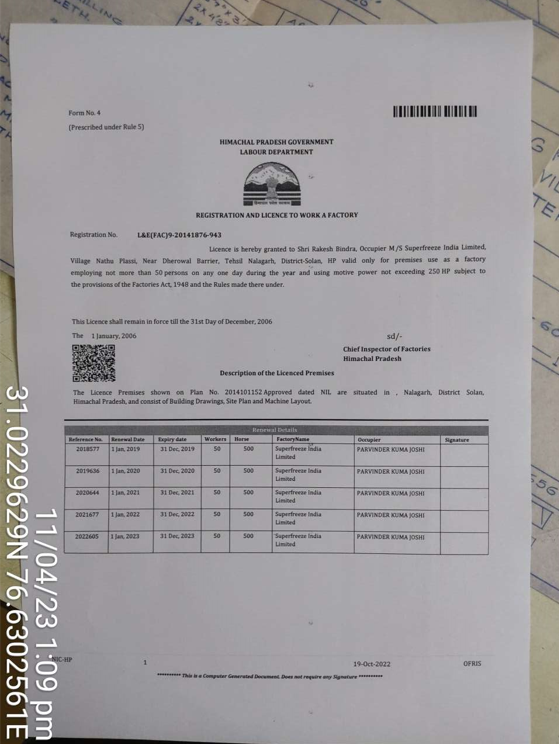 Form No. 4
(Prescribed under Rule 5)
HIMACHAL PRADESH GOVERNMENT
LABOUR DEPARTMENT
REGISTRATION AND LICENCE TO WORK A FACTORY
Registration No. L&E(FAC)9-20141876-943
Licence is hereby granted to Shri Rakesh Bindra, Occupier M/S Superfreeze India Limited,
Village Nathu Plassi, Near Dherowal Barrier, Tehsil Nalagarh, District-Solan, HP valid only for premises use as a factory
employing not more than 50 persons on any one day during the year and using motive power not exceeding 250 HP subject to
the provisions of the Factories Act, 1948 and the Rules made there under.
This Licence shall remain in force till the 31st Day of December, 2006
The 1 January, 2006
sd/-
Chief Inspector of Factories
Himachal Pradesh
Description of the Licenced Premises
The Licence Premises shown on Plan No. 2014101152 Approved dated NIL are situated in , Nalagarh, District Solan,
Himachal Pradesh, and consist of Building Drawings, Site Plan and Machine Layout.
Renewal Details
Reference No. Renewal Date Expiry date Workers Horse FactoryName Occupier Signature
2018577 1 Jan, 2019 31 Dec, 2019 50 500 Superfreeze India Limited PARVINDER KUMA JOSHI
2019636 1 Jan, 2020 31 Dec, 2020 50 500 Superfreeze India Limited PARVINDER KUMA JOSHI
2020644 1 Jan, 2021 31 Dec, 2021 50 500 Superfreeze India Limited PARVINDER KUMA JOSHI
2021677 1 Jan, 2022 31 Dec, 2022 50 500 Superfreeze India Limited PARVINDER KUMA JOSHI
2022605 1 Jan, 2023 31 Dec, 2023 50 500 Superfreeze India Limited PARVINDER KUMA JOSHI
1 19-Oct-2022 OFRIS
********** This is a Computer Generated Document. Does not require any Signature **********
11/04/23 1:09 pm
31.0229629N 76.6302561E